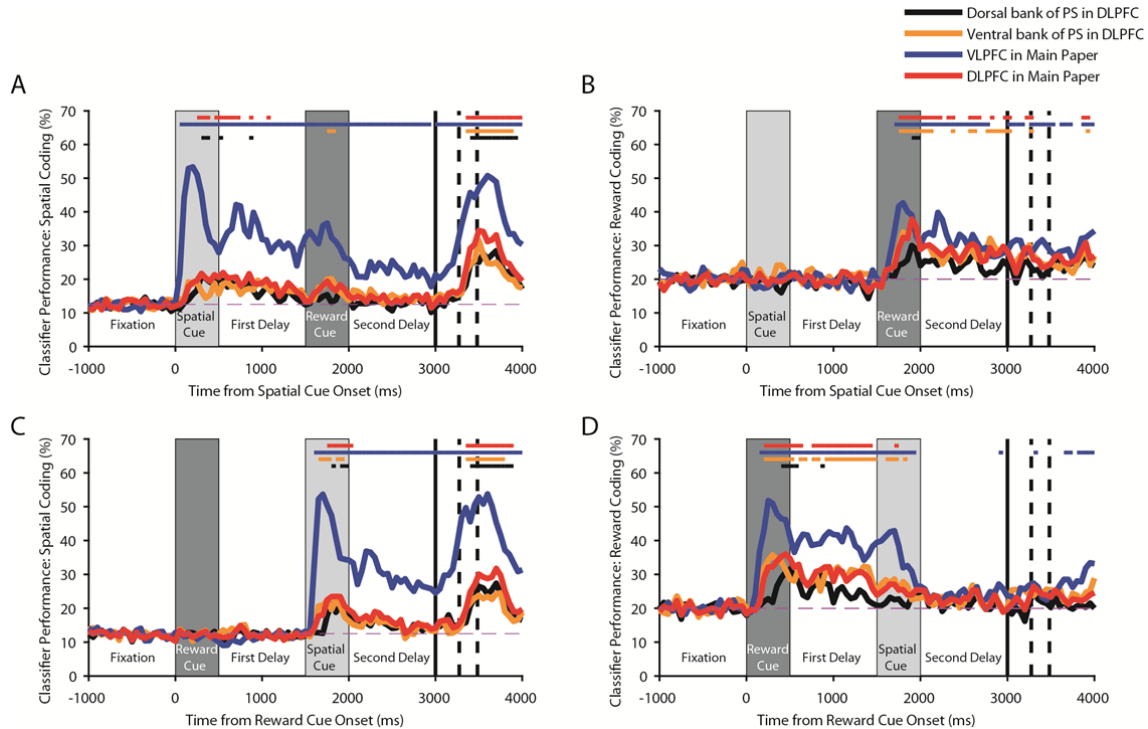 Dorsal bank of PS in DLPFC
Ventral bank of PS in DLPFC
VLPFC in Main Paper
DLPFC in Main Paper
A
Classifier Performance: Spatial Coding (%)
70
60
50
40
30
20
10
0
Fixation
Spatial
Cue
First Delay
Reward
Cue
Second Delay
-1000
0
1000
2000
3000
4000
Time from Spatial Cue Onset (ms)
B
Classifier Performance: Reward Coding (%)
70
60
50
40
30
20
10
0
Fixation
Spatial
Cue
First Delay
Reward
Cue
Second Delay
-1000
0
1000
2000
3000
4000
Time from Spatial Cue Onset (ms)
C
Classifier Performance: Spatial Coding (%)
70
60
50
40
30
20
10
0
Fixation
Reward
Cue
First Delay
Spatial
Cue
Second Delay
-1000
0
1000
2000
3000
4000
Time from Reward Cue Onset (ms)
D
Classifier Performance: Reward Coding (%)
70
60
50
40
30
20
10
0
Fixation
Reward
Cue
First Delay
Spatial
Cue
Second Delay
-1000
0
1000
2000
3000
4000
Time from Reward Cue Onset (ms)